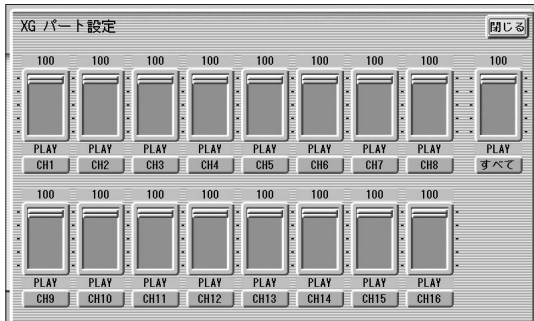 XG パート設定 閉じる
100 100 100 100 100 100 100 100 100
PLAY PLAY PLAY PLAY PLAY PLAY PLAY PLAY PLAY
CH1 CH2 CH3 CH4 CH5 CH6 CH7 CH8 すべて
100 100 100 100 100 100 100 100
PLAY PLAY PLAY PLAY PLAY PLAY PLAY PLAY
CH9 CH10 CH11 CH12 CH13 CH14 CH15 CH16